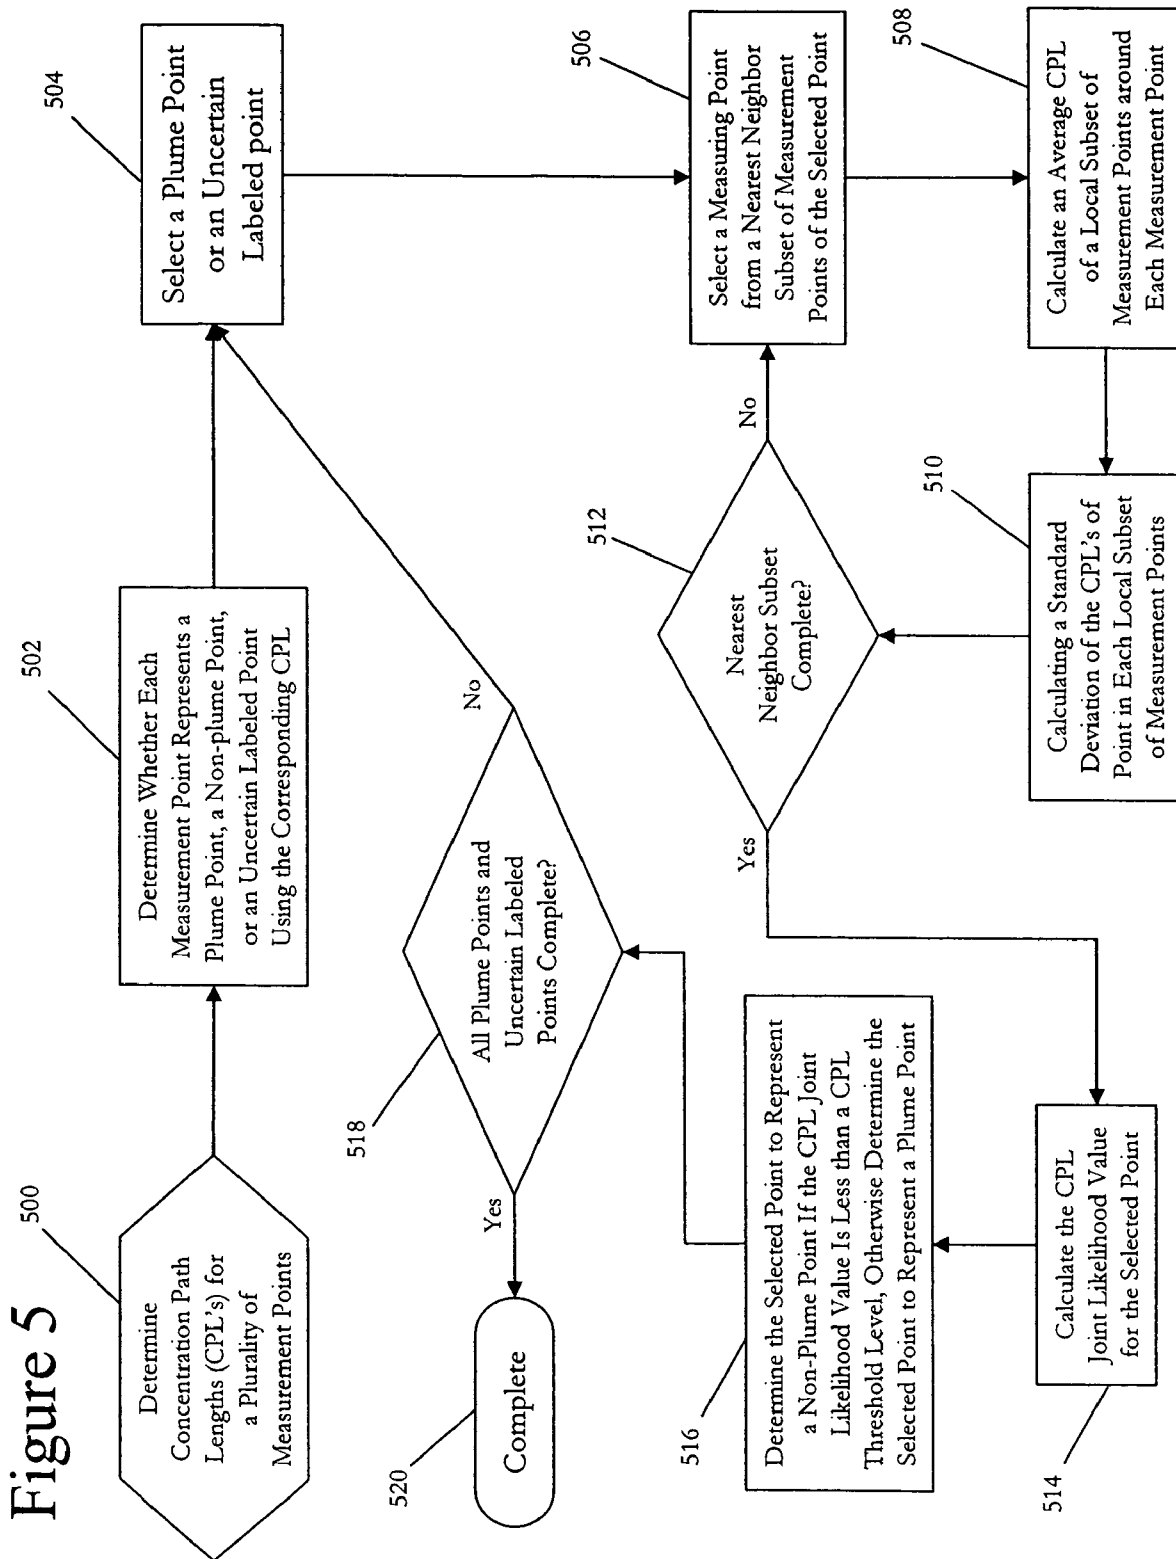 Figure 5
500
Determine
Concentration Path
Lengths (CPL's) for
a Plurality of
Measurement Points
502
Determine Whether Each
Measurement Point Represents a
Plume Point, a Non-plume Point,
or an Uncertain Labeled Point
Using the Corresponding CPL
504
Select a Plume Point
or an Uncertain
Labeled point
506
Select a Measuring Point
from a Nearest Neighbor
Subset of Measurement
Points of the Selected Point
508
Calculate an Average CPL
of a Local Subset of
Measurement Points around
Each Measurement Point
510
Calculating a Standard
Deviation of the CPL's of
Point in Each Local Subset
of Measurement Points
512
Nearest
Neighbor Subset
Complete?
No
Yes
514
Calculate the CPL
Joint Likelihood Value
for the Selected Point
516
Determine the Selected Point to Represent
a Non-Plume Point If the CPL Joint
Likelihood Value Is Less than a CPL
Threshold Level, Otherwise Determine the
Selected Point to Represent a Plume Point
518
All Plume Points and
Uncertain Labeled
Points Complete?
No
Yes
520
Complete